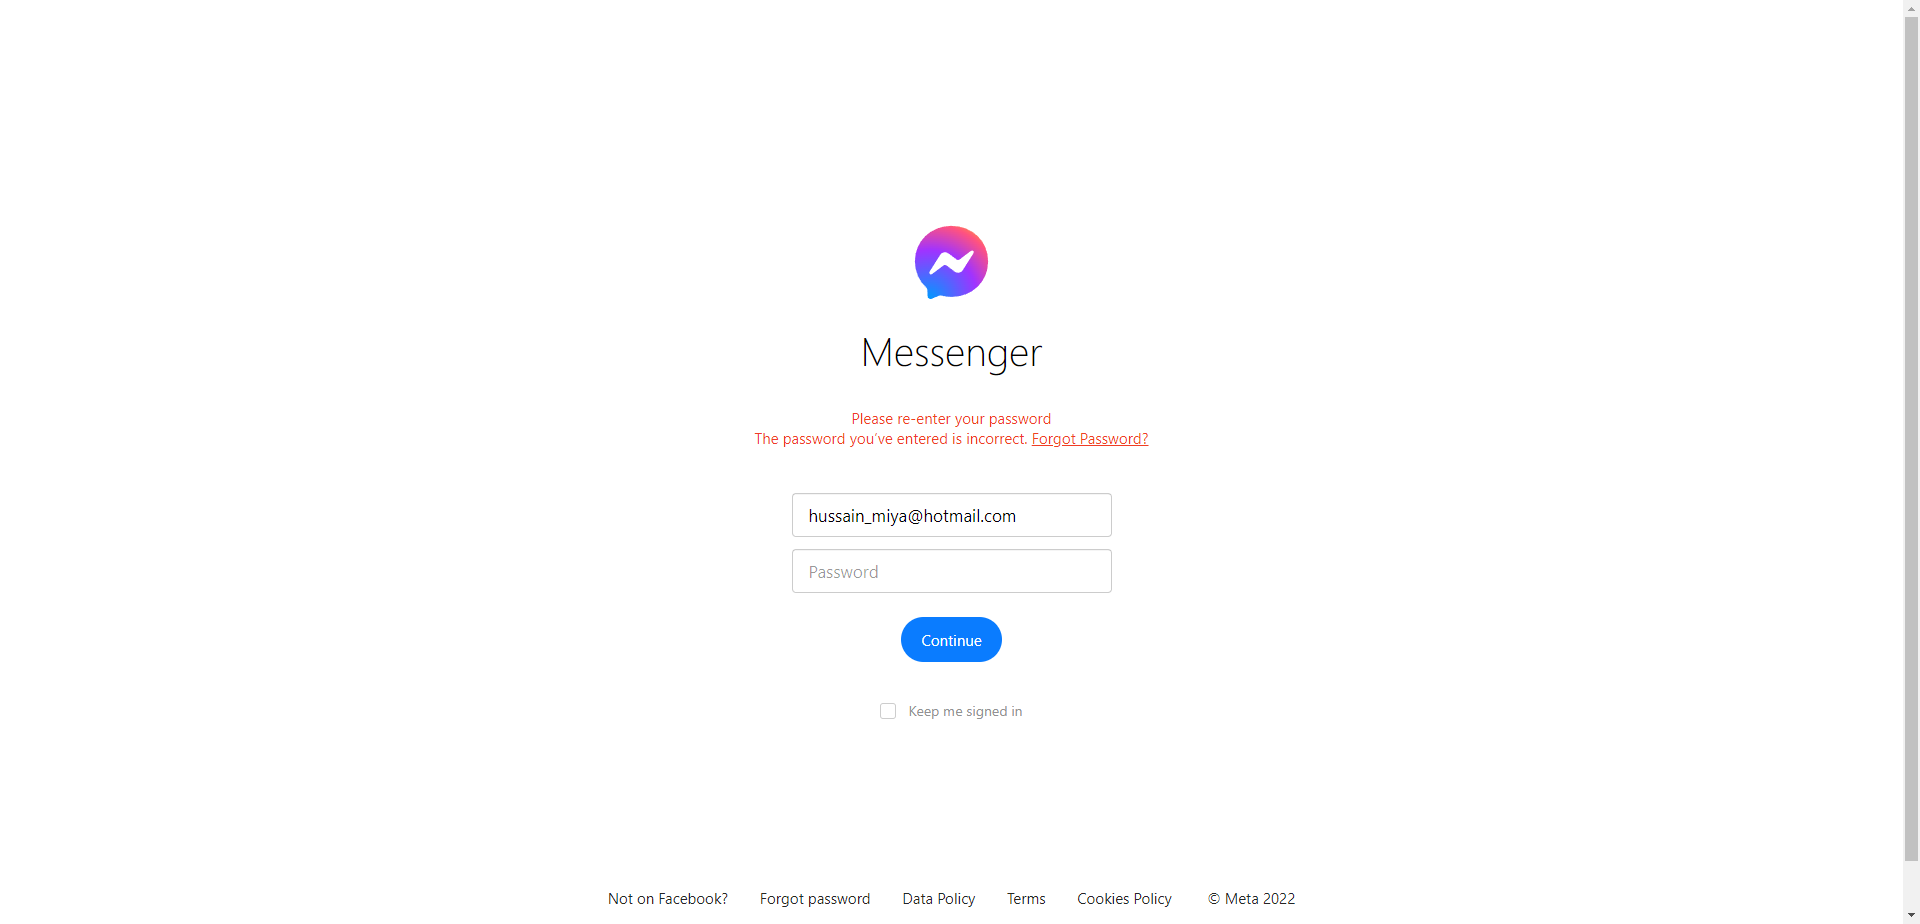 Messenger
Please re-enter your password
The password you've entered is incorrect. Forgot Password?
hussain_miya@hotmail.com
Password
Continue
Keep me signed in
Not on Facebook? Forgot password Data Policy Terms Cookies Policy © Meta 2022